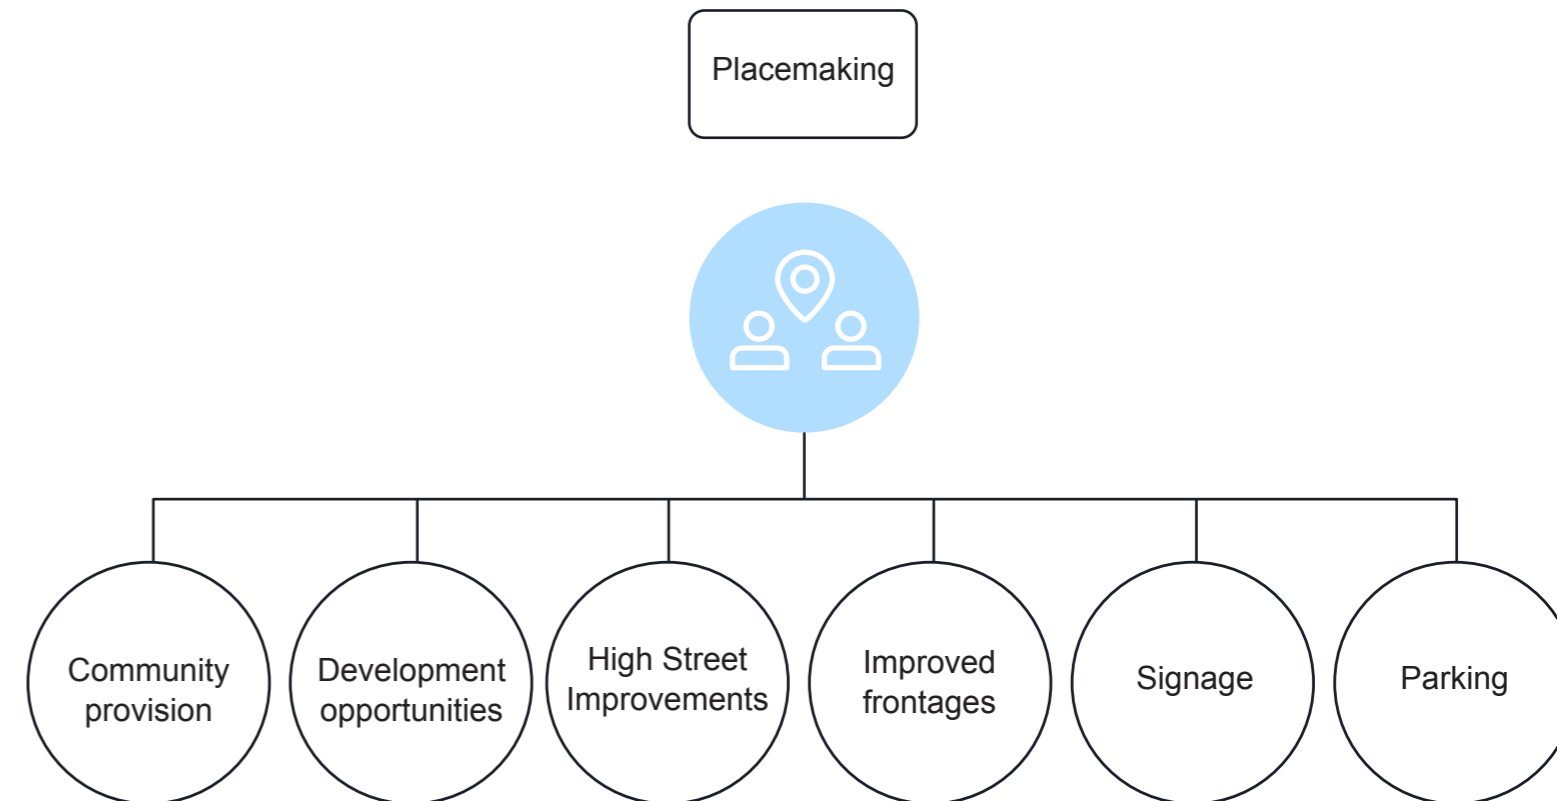 Placemaking
Community
provision
Development
opportunities
High Street
Improvements
Improved
frontages
Signage
Parking